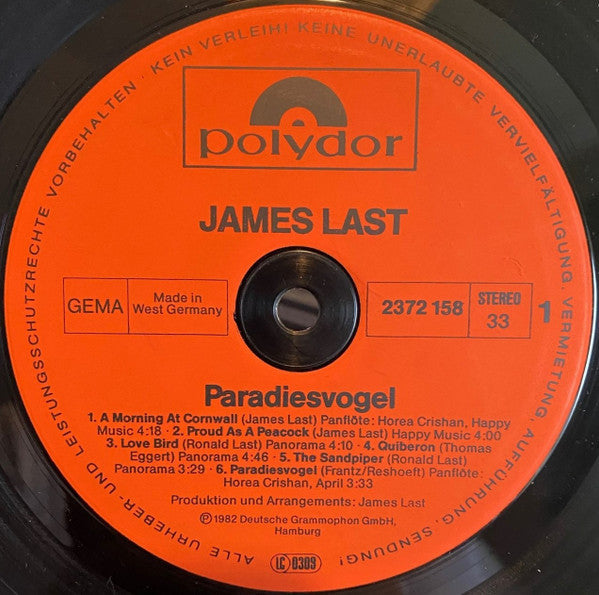 ALLE URHEBER- UND LEISTUNGSSCHUTZRECHTE VORBEHALTEN · KEIN VERLEIH! KEINE UNERLAUBTE VERVIELFÄLTIGUNG, VERMIETUNG, AUFFÜHRUNG, SENDUNG!
polydor
JAMES LAST
GEMA
Made in
West Germany
2372 158
STEREO
33
1
Paradiesvogel
1. A Morning At Cornwall (James Last) Panflöte: Horea Crishan, Happy
Music 4:18 · 2. Proud As A Peacock (James Last) Happy Music 4:00
3. Love Bird (Ronald Last) Panorama 4:10 · 4. Quiberon (Thomas
Eggert) Panorama 4:46 · 5. The Sandpiper (Ronald Last)
Panorama 3:29 · 6. Paradiesvogel (Frantz/Reshoeft) Panflöte:
Horea Crishan, April 3:33
Produktion und Arrangements: James Last
Ⓟ 1982 Deutsche Grammophon GmbH,
Hamburg
LC 0309